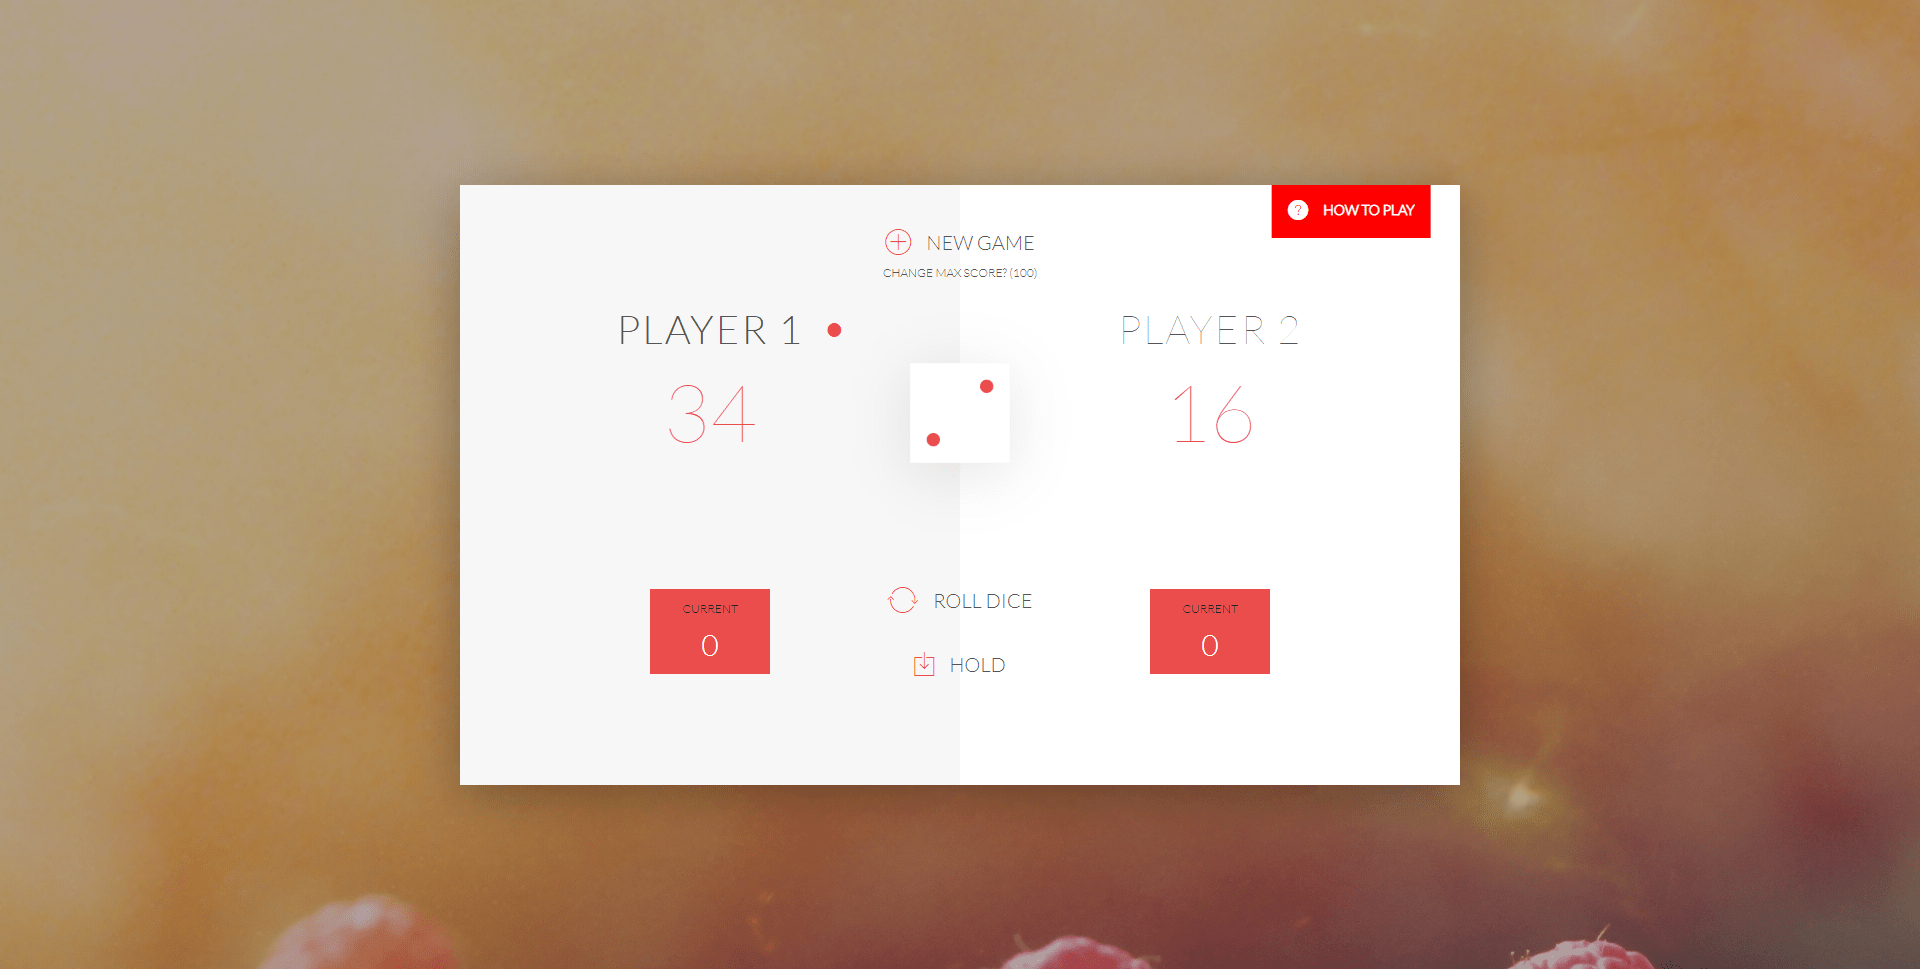 HOW TO PLAY
NEW GAME
CHANGE MAX SCORE? (100)
PLAYER 1
PLAYER 2
34
16
CURRENT
0
ROLL DICE
HOLD
CURRENT
0